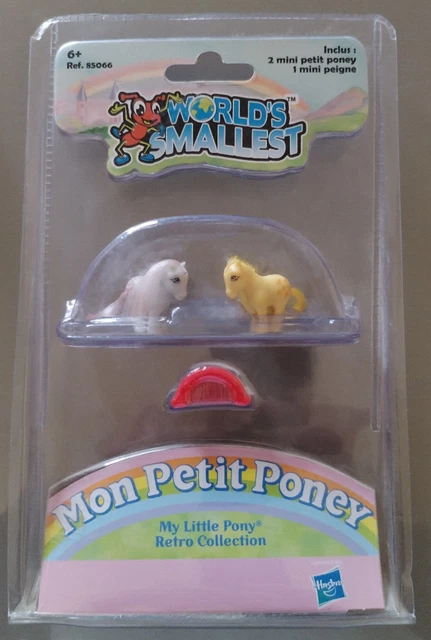 6+
Ref. 85066
Inclus :
2 mini petit poney
1 mini peigne
WORLD'S™
SMALLEST
Mon Petit Poney
My Little Pony®
Retro Collection
Hasbro